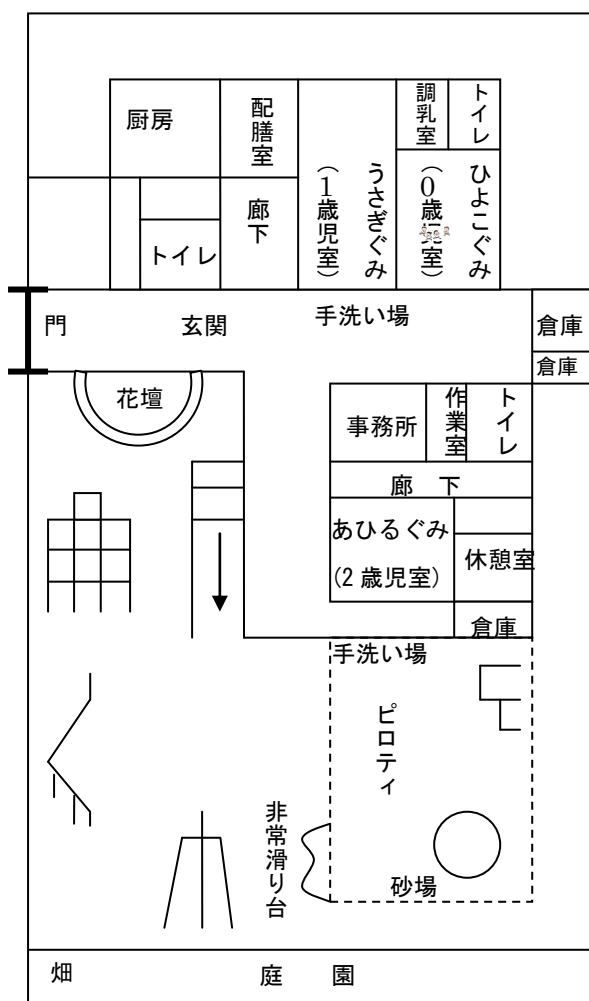 厨房
配膳室
うさぎぐみ
（1歳児室）
調乳室
トイレ
ひよこぐみ
（0歳児室）
廊下
トイレ
門
玄関
手洗い場
倉庫
倉庫
花壇
事務所
作業室
トイレ
廊 下
あひるぐみ
(2歳児室)
休憩室
倉庫
手洗い場
ピロティ
非常滑り台
砂場
畑
庭 園